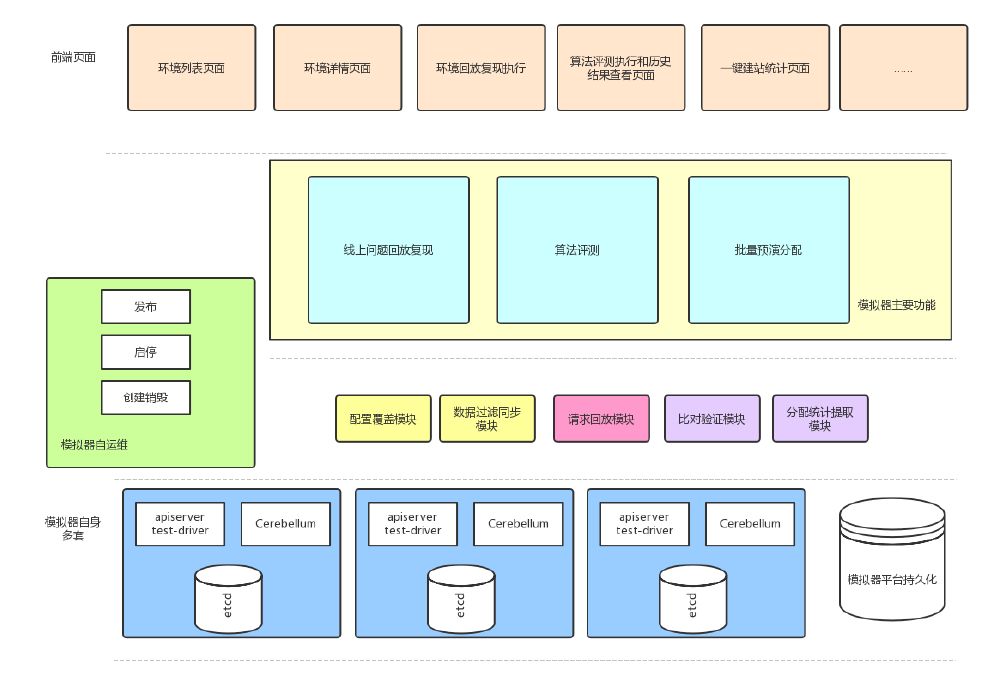 前端页面
环境列表页面
环境详情页面
环境回放复现执行
算法评测执行和历史
结果查看页面
一键建站统计页面
......
线上问题回放复现
算法评测
批量预演分配
模拟器主要功能
发布
启停
创建销毁
模拟器自运维
配置覆盖模块
数据过滤同步
模块
请求回放模块
比对验证模块
分配统计提取
模块
模拟器自身
多套
apiserver
test-driver
Cerebellum
etcd
apiserver
test-driver
Cerebellum
etcd
apiserver
test-driver
Cerebellum
etcd
模拟器平台持久化